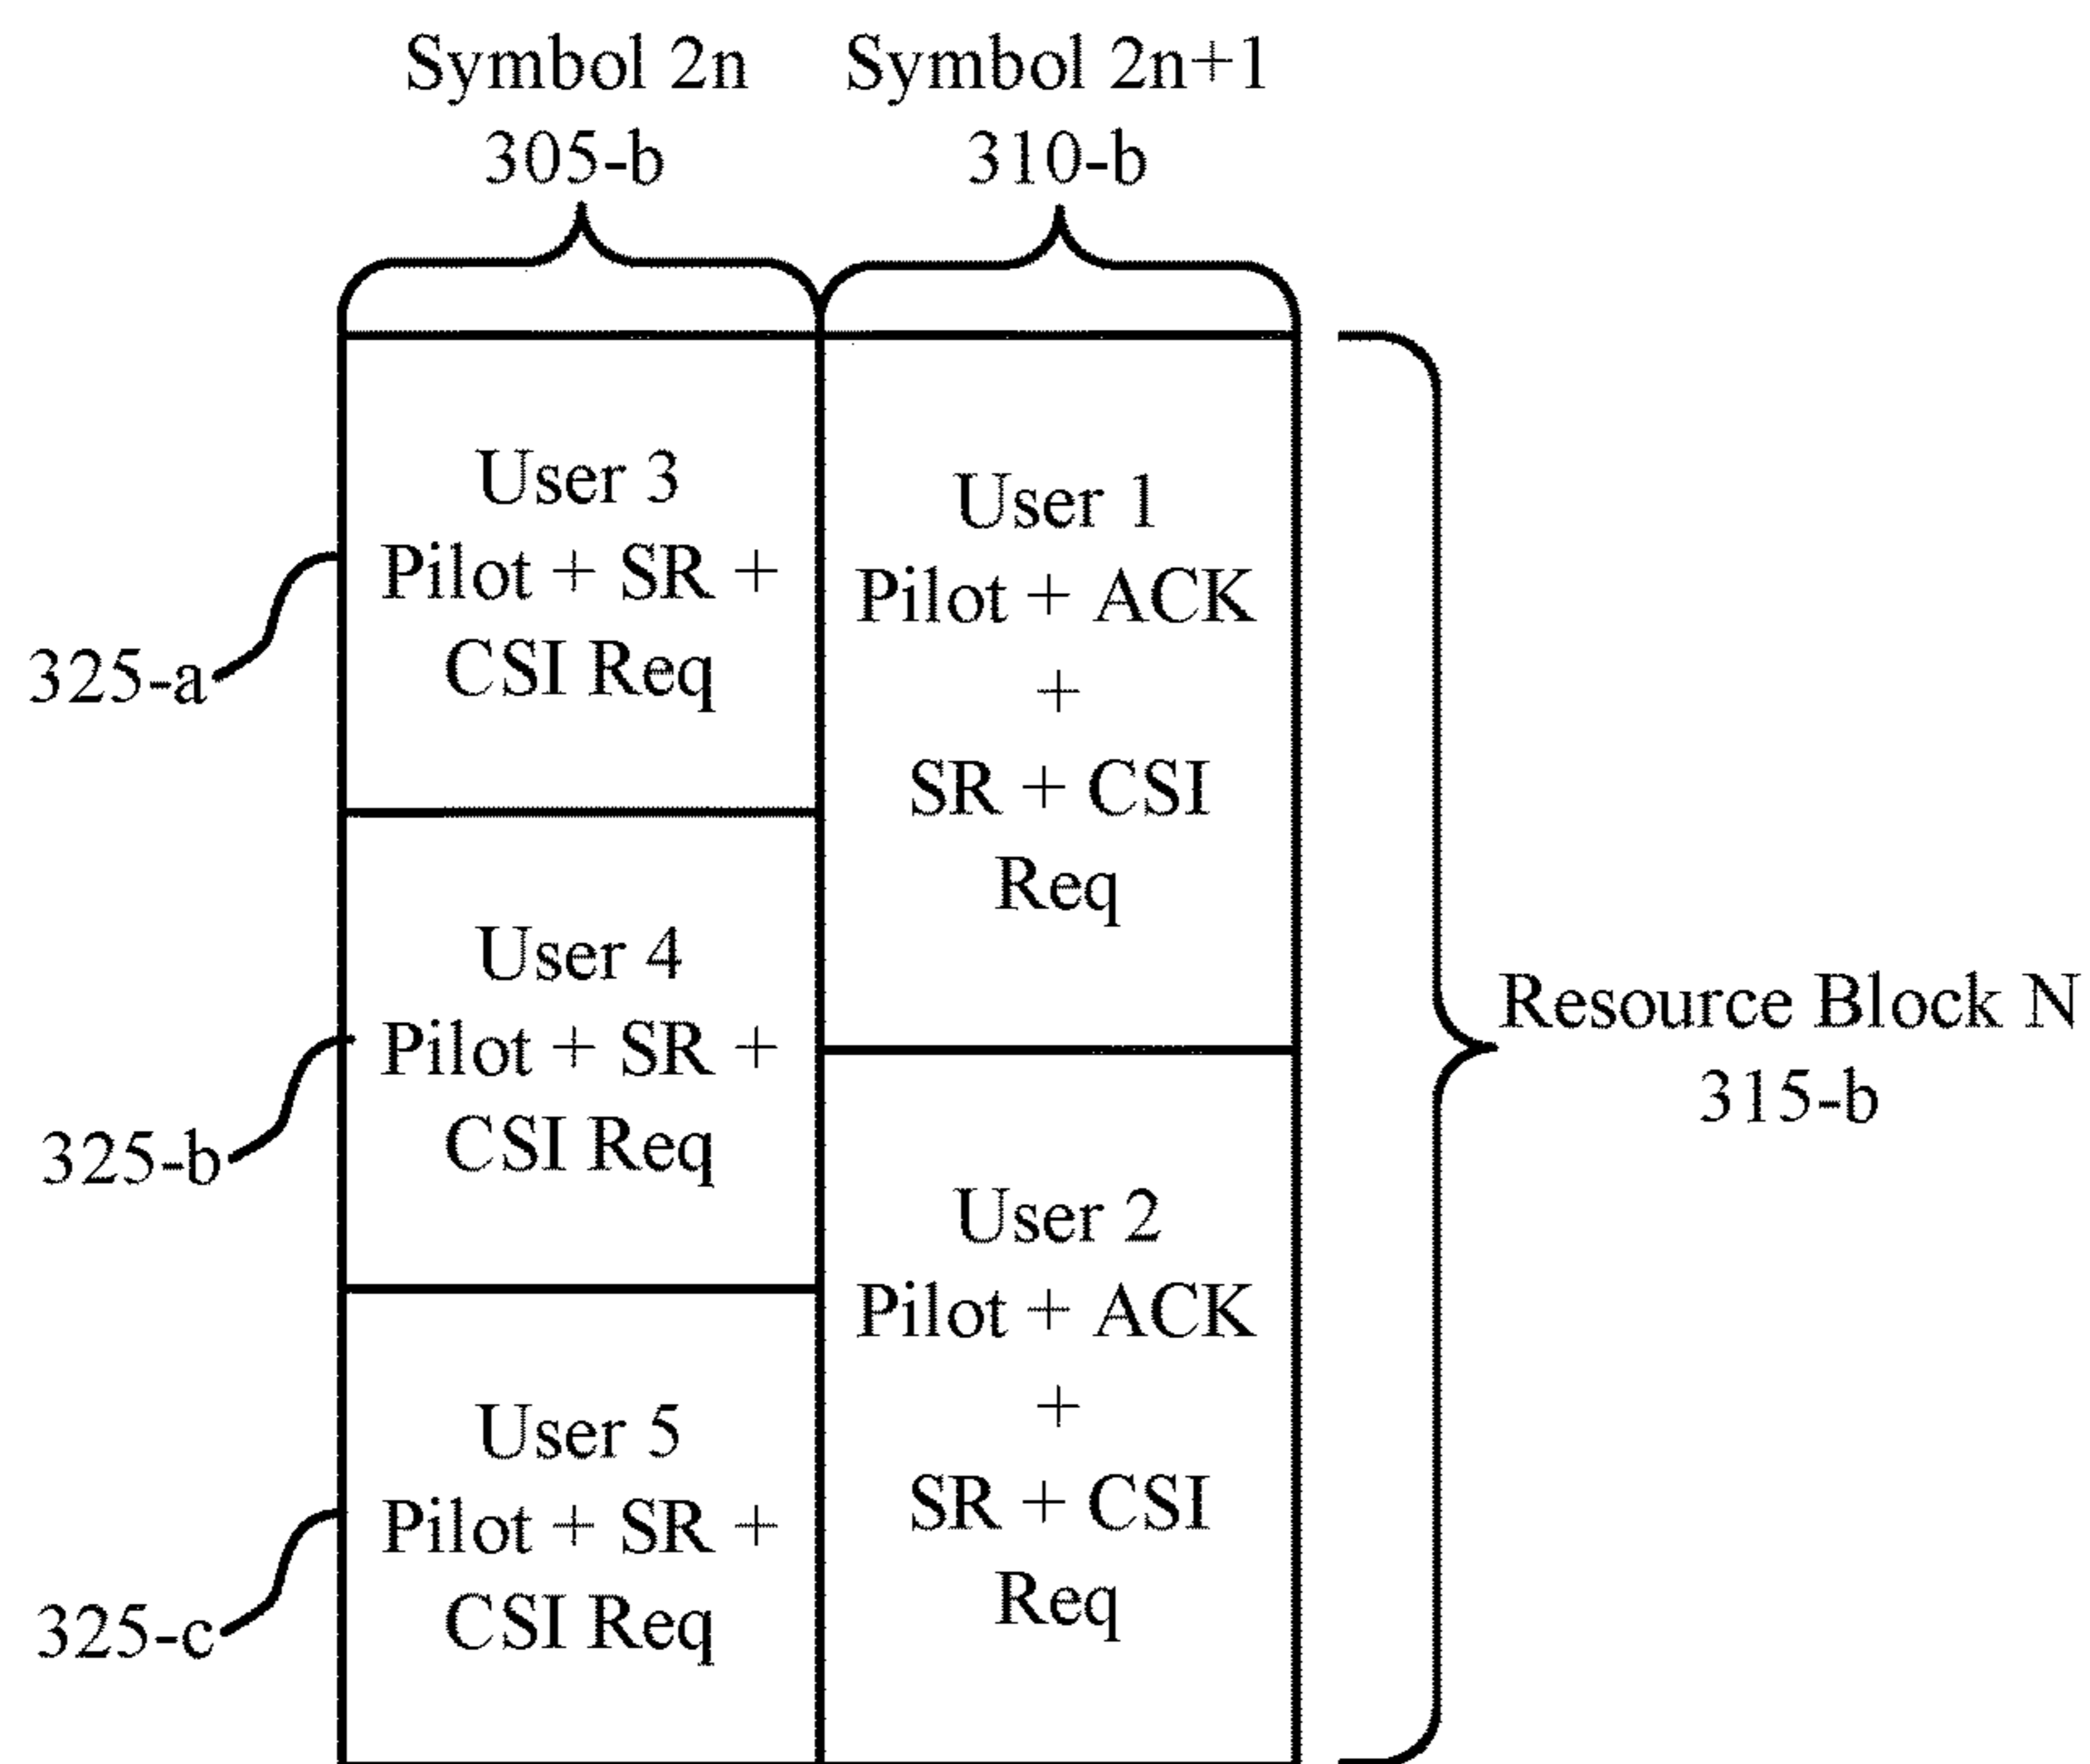 Symbol 2n
305-b
Symbol 2n+1
310-b
User 3
Pilot + SR +
CSI Req
325-a
User 4
Pilot + SR +
CSI Req
325-b
User 5
Pilot + SR +
CSI Req
325-c
User 1
Pilot + ACK
+
SR + CSI
Req
User 2
Pilot + ACK
+
SR + CSI
Req
Resource Block N
315-b